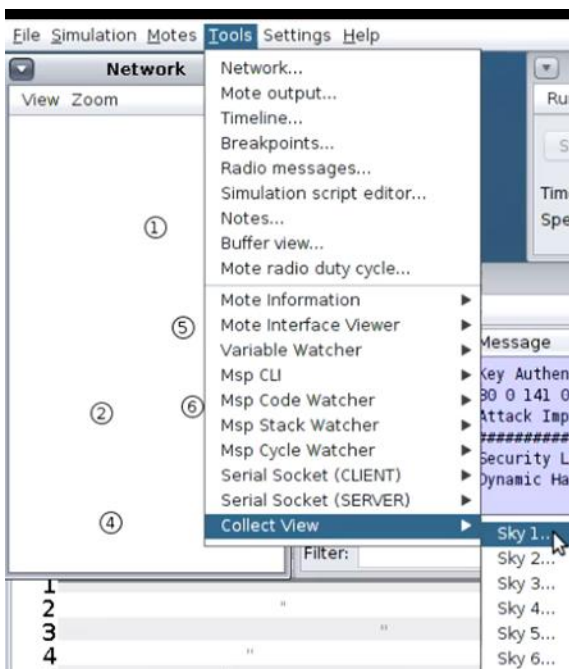 File Simulation Motes Tools Settings Help
Network
View Zoom
①
⑤
②
⑥
④
Network...
Mote output...
Timeline...
Breakpoints...
Radio messages...
Simulation script editor...
Notes...
Buffer view...
Mote radio duty cycle...
Mote Information
Mote Interface Viewer
Variable Watcher
Msp CLI
Msp Code Watcher
Msp Stack Watcher
Msp Cycle Watcher
Serial Socket (CLIENT)
Serial Socket (SERVER)
Collect View
Sky 1...
Sky 2...
Sky 3...
Sky 4...
Sky 5...
Sky 6...
Message
30 0 141 0
Attack
##########
Security
Dynamic
Filter:
1
2
3
4